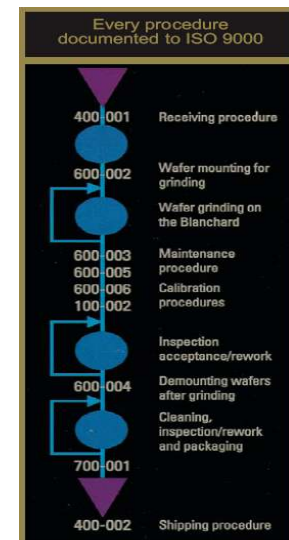 Every procedure
documented to ISO 9000
400-001 Receiving procedure
600-002 Wafer mounting for
grinding
Wafer grinding on
the Blanchard
600-003 Maintenance
600-005 procedure
600-006 Calibration
100-002 procedures
Inspection
acceptance/rework
600-004 Demounting wafers
after grinding
Cleaning,
inspection/rework
and packaging
700-001
400-002 Shipping procedure